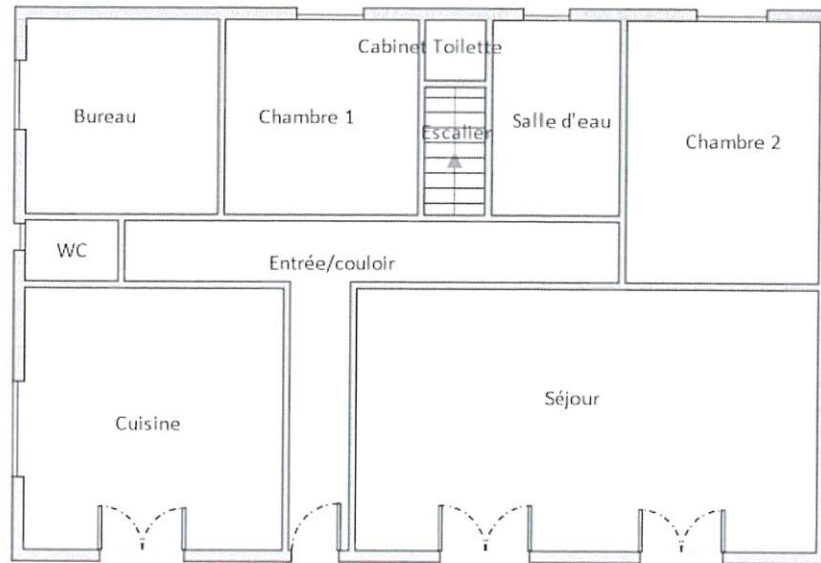 Cabinet Toilette
Bureau
Chambre 1
Escalier
Salle d'eau
Chambre 2
WC
Entrée/couloir
Cuisine
Séjour